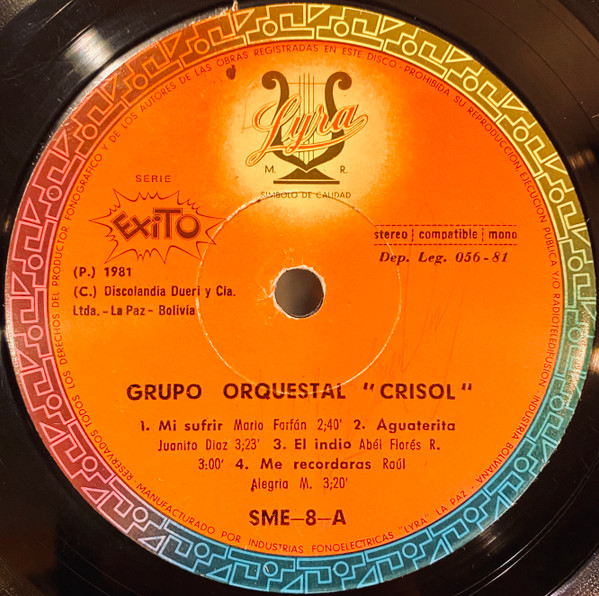 RESERVADOS TODOS LOS DERECHOS DEL PRODUCTOR FONOGRAFICO Y DE LOS AUTORES DE LAS OBRAS REGISTRADAS EN ESTE DISCO - PROHIBIDA SU REPRODUCCION, EJECUCION PUBLICA Y/O RADIOTELEDIFUSION - INDUSTRIA BOLIVIANA
Lyra
M. R.
SIMBOLO DE CALIDAD
SERIE
EXITO
stereo compatible mono
Dep. Leg. 056-81
(P.) 1981
(C.) Discolandia Dueri y Cia.
Ltda. - La Paz - Bolivia
GRUPO ORQUESTAL "CRISOL"
1. Mi sufrir Mario Farfán 2;40' 2. Aguaterita
Juanito Diaz 3;23' 3. El indio Abél Florés R.
3:00' 4. Me recordaras Raúl
Alegria M. 3;20'
SME-8-A
MANUFACTURADO POR INDUSTRIAS FONOELECTRICAS "LYRA" LA PAZ -